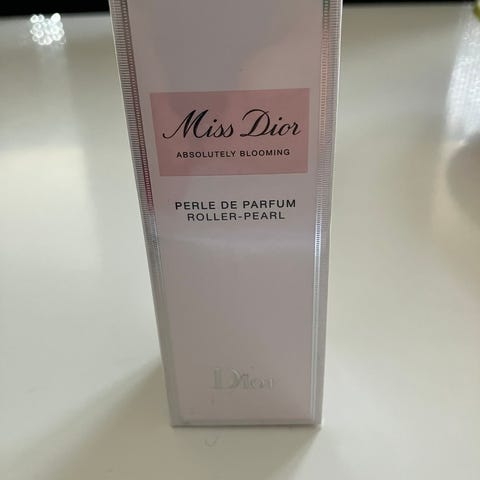 Miss Dior
ABSOLUTELY BLOOMING
PERLE DE PARFUM
ROLLER-PEARL
Dior